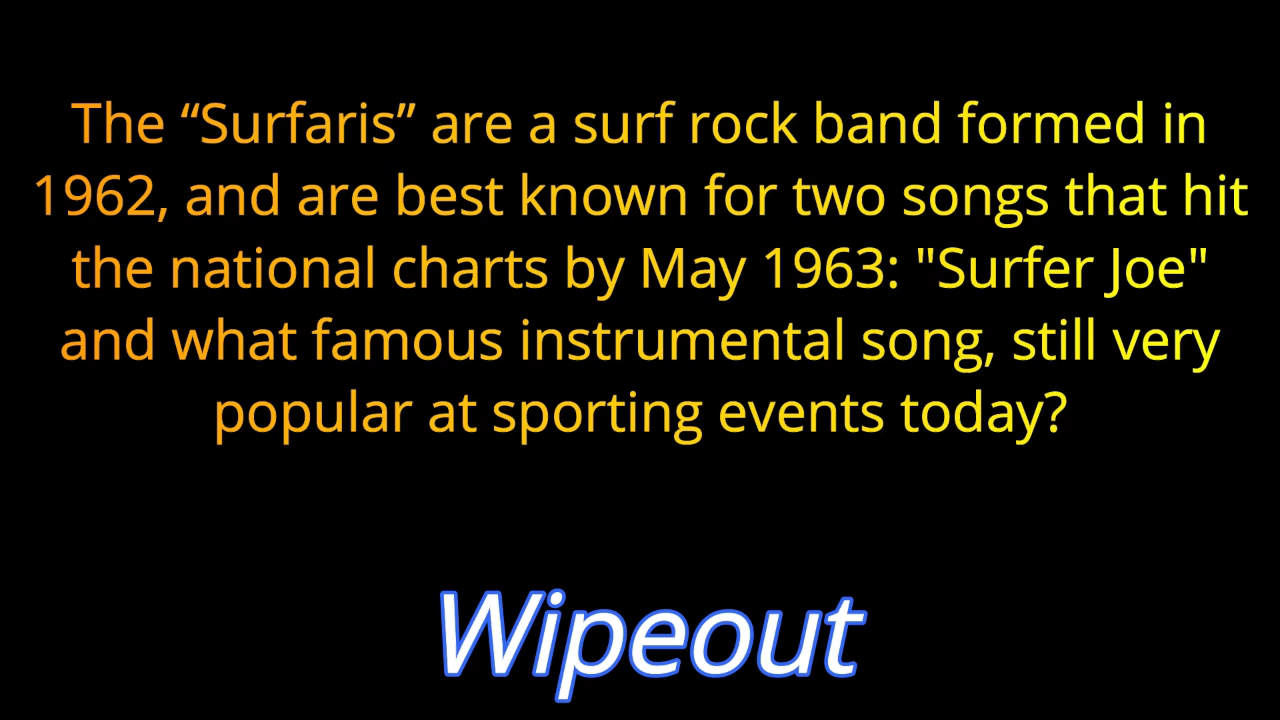 The “Surfaris” are a surf rock band formed in
1962, and are best known for two songs that hit
the national charts by May 1963: "Surfer Joe"
and what famous instrumental song, still very
popular at sporting events today?
Wipeout